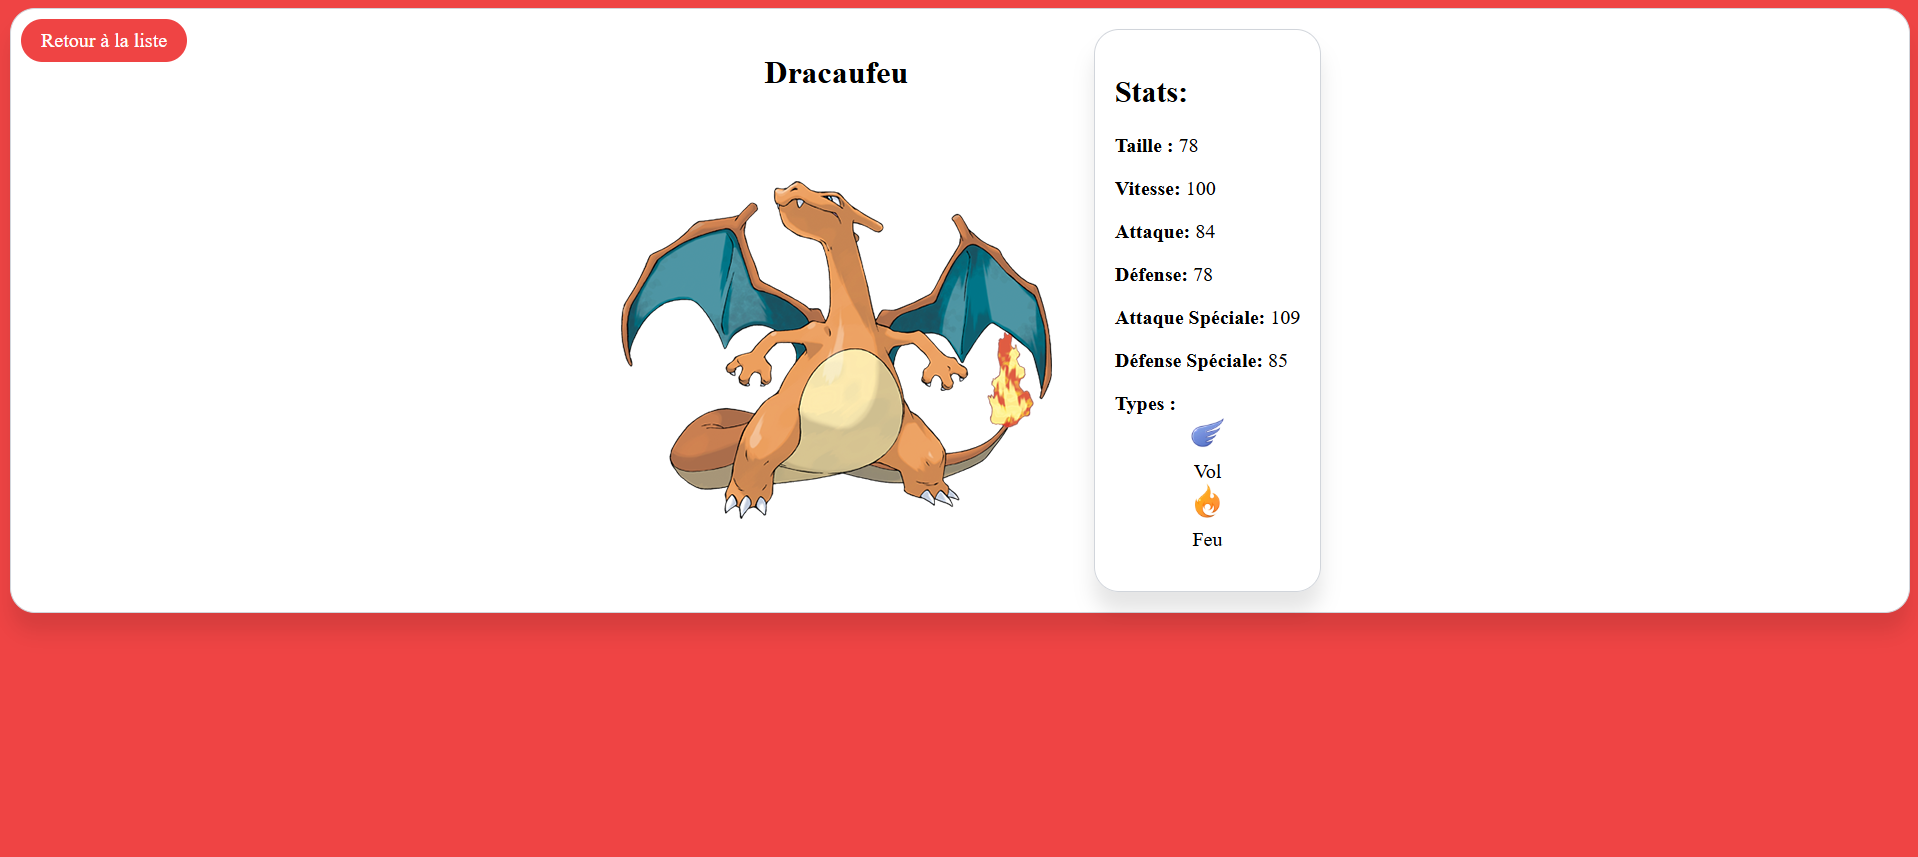 Retour à la liste
Dracaufeu
Stats:
Taille : 78
Vitesse: 100
Attaque: 84
Défense: 78
Attaque Spéciale: 109
Défense Spéciale: 85
Types :
Vol
Feu